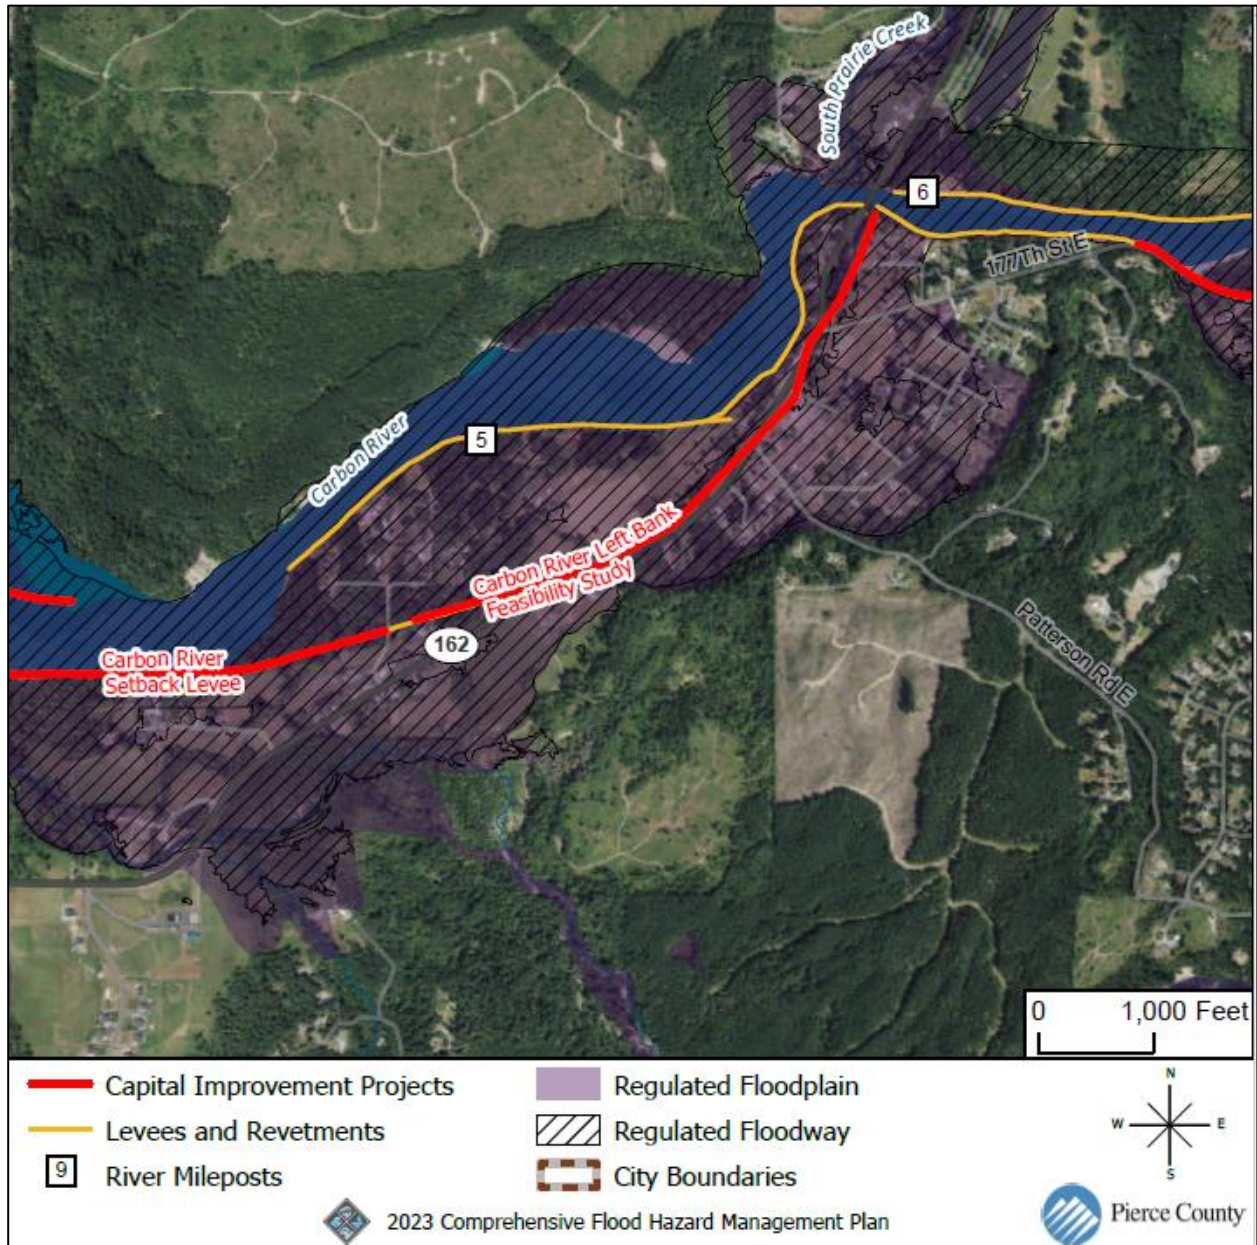 South Prairie Creek
6
177Th St E
5
Carbon River
Carbon River Left Bank
Feasibility Study
162
Carbon River
Setback Levee
Patterson Rd E
0 1,000 Feet
Capital Improvement Projects
Levees and Revetments
9 River Mileposts
Regulated Floodplain
Regulated Floodway
City Boundaries
N
W E
S
2023 Comprehensive Flood Hazard Management Plan
Pierce County